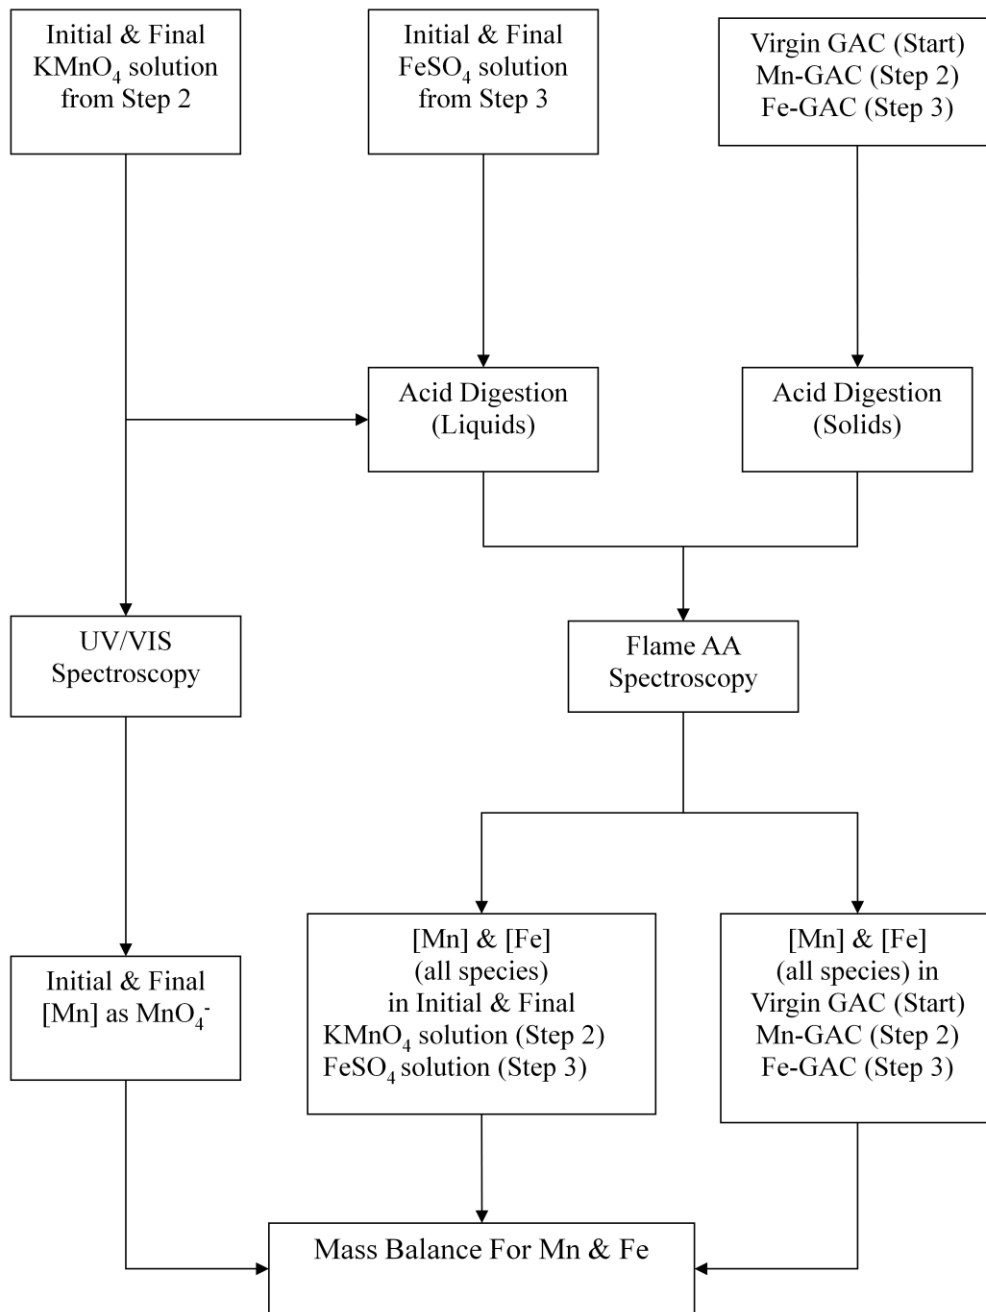 Initial & Final
KMnO₄ solution
from Step 2
Initial & Final
FeSO₄ solution
from Step 3
Virgin GAC (Start)
Mn-GAC (Step 2)
Fe-GAC (Step 3)
Acid Digestion
(Liquids)
Acid Digestion
(Solids)
UV/VIS
Spectroscopy
Flame AA
Spectroscopy
Initial & Final
[Mn] as MnO₄⁻
[Mn] & [Fe]
(all species)
in Initial & Final
KMnO₄ solution (Step 2)
FeSO₄ solution (Step 3)
[Mn] & [Fe]
(all species) in
Virgin GAC (Start)
Mn-GAC (Step 2)
Fe-GAC (Step 3)
Mass Balance For Mn & Fe